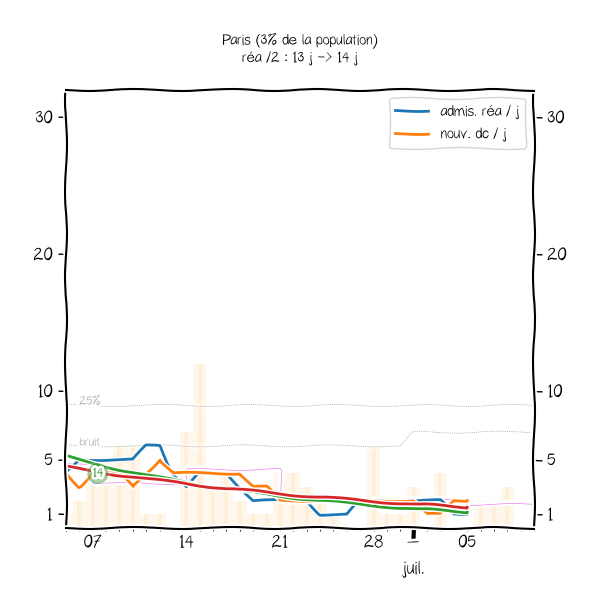 Paris (3% de la population)
réa /2 : 13 j -> 14 j
admis. réa / j
nouv. dc / j
30
30
20
20
10
10
25%
bruit
5
5
14
1
1
07
14
21
28
05
juil.